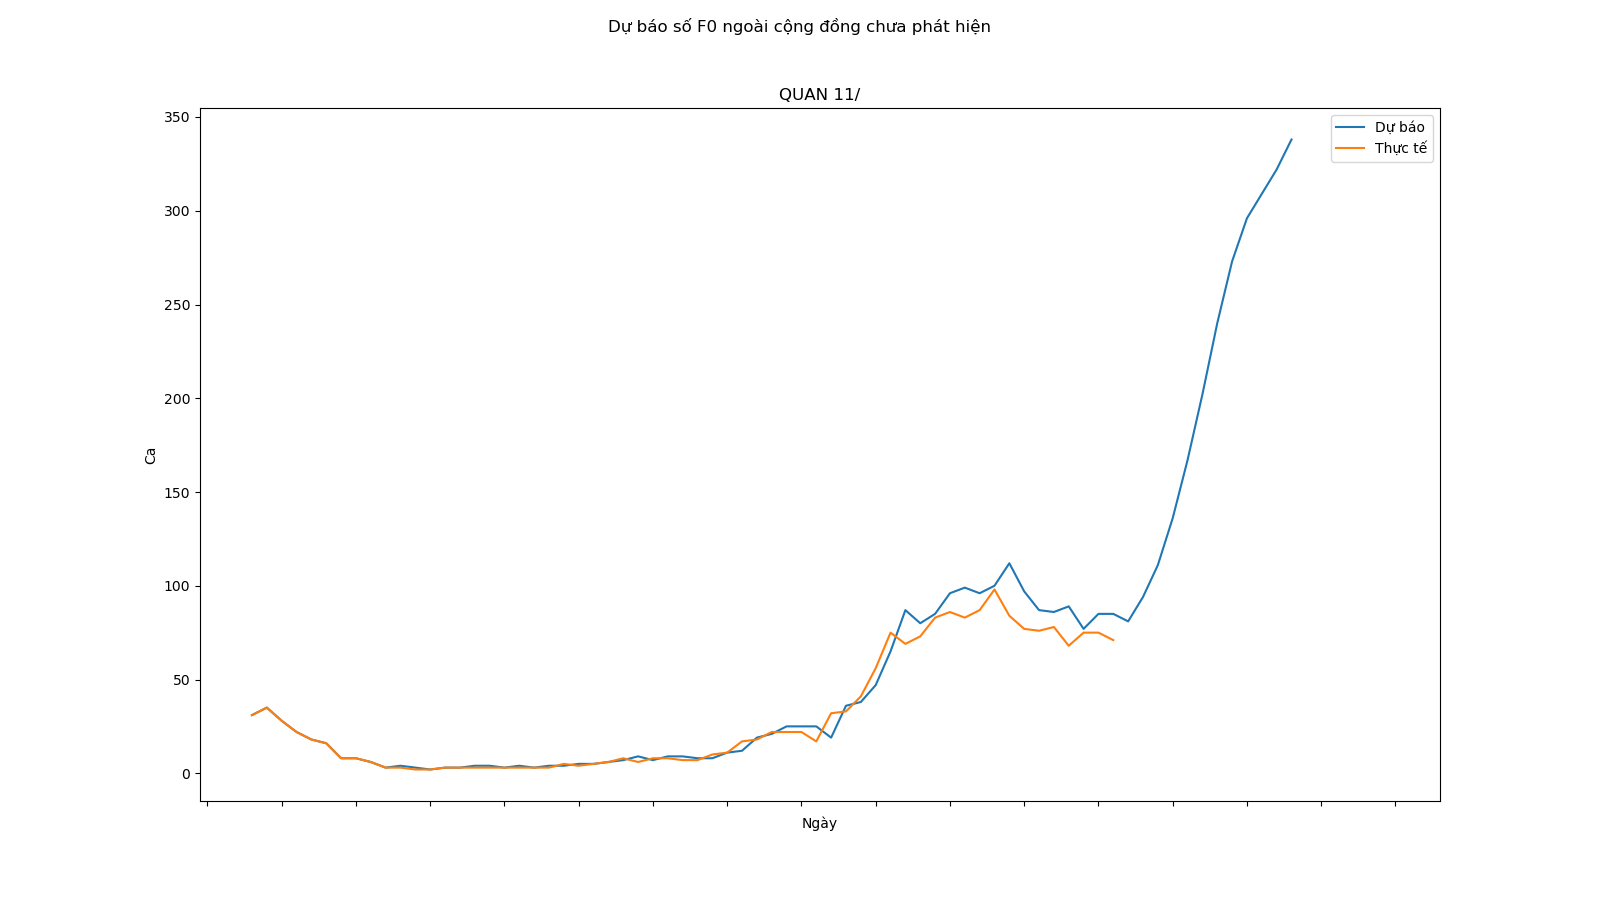 Dự báo số F0 ngoài cộng đồng chưa phát hiện
QUAN 11/
Dự báo
Thực tế
350
300
250
200
150
100
50
0
Ca
Ngày